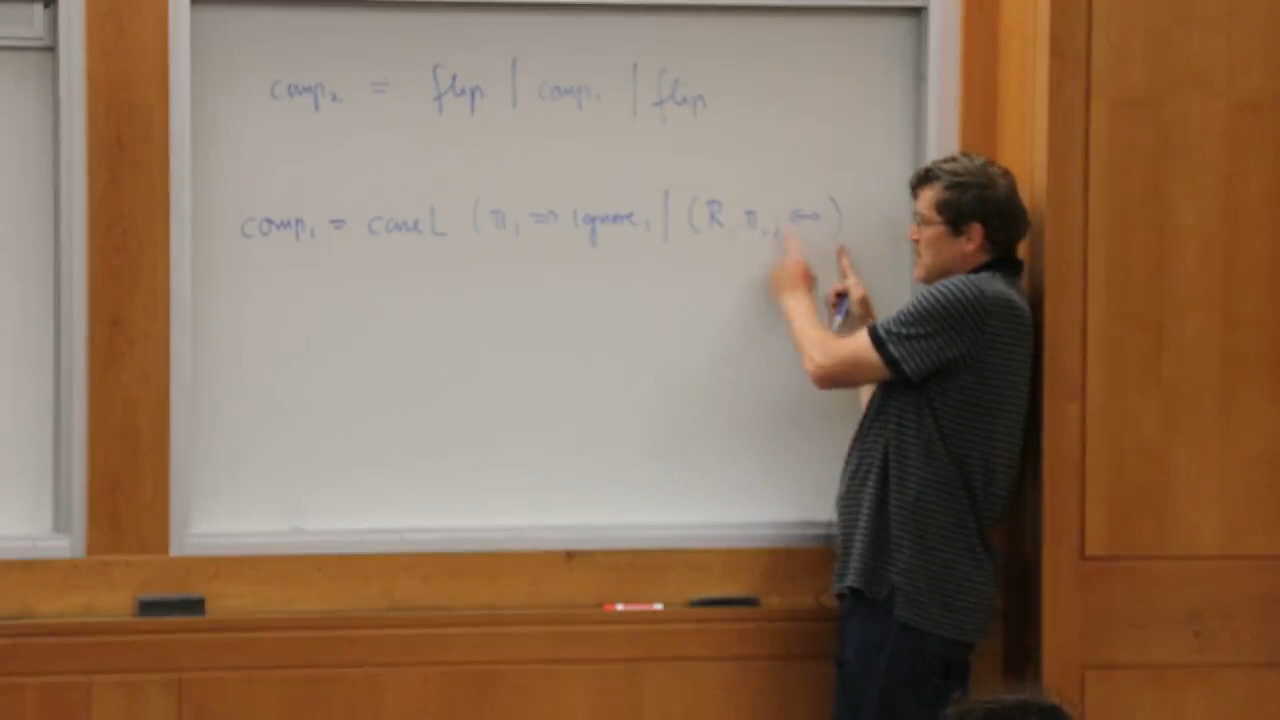 comp₂ = flip | comp₁ | flip
comp₁ = caseL (π₁ => ignore₁ | (R π₁,